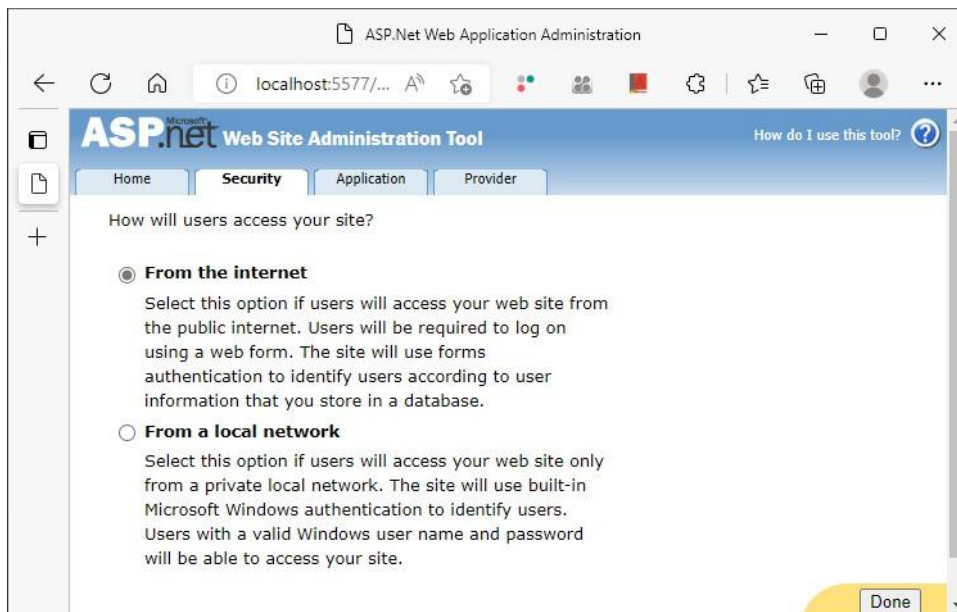 ASP.Net Web Application Administration
localhost:5577/...
ASP.net Microsoft Web Site Administration Tool
How do I use this tool?
Home Security Application Provider
How will users access your site?
From the internet
Select this option if users will access your web site from
the public internet. Users will be required to log on
using a web form. The site will use forms
authentication to identify users according to user
information that you store in a database.
From a local network
Select this option if users will access your web site only
from a private local network. The site will use built-in
Microsoft Windows authentication to identify users.
Users with a valid Windows user name and password
will be able to access your site.
Done